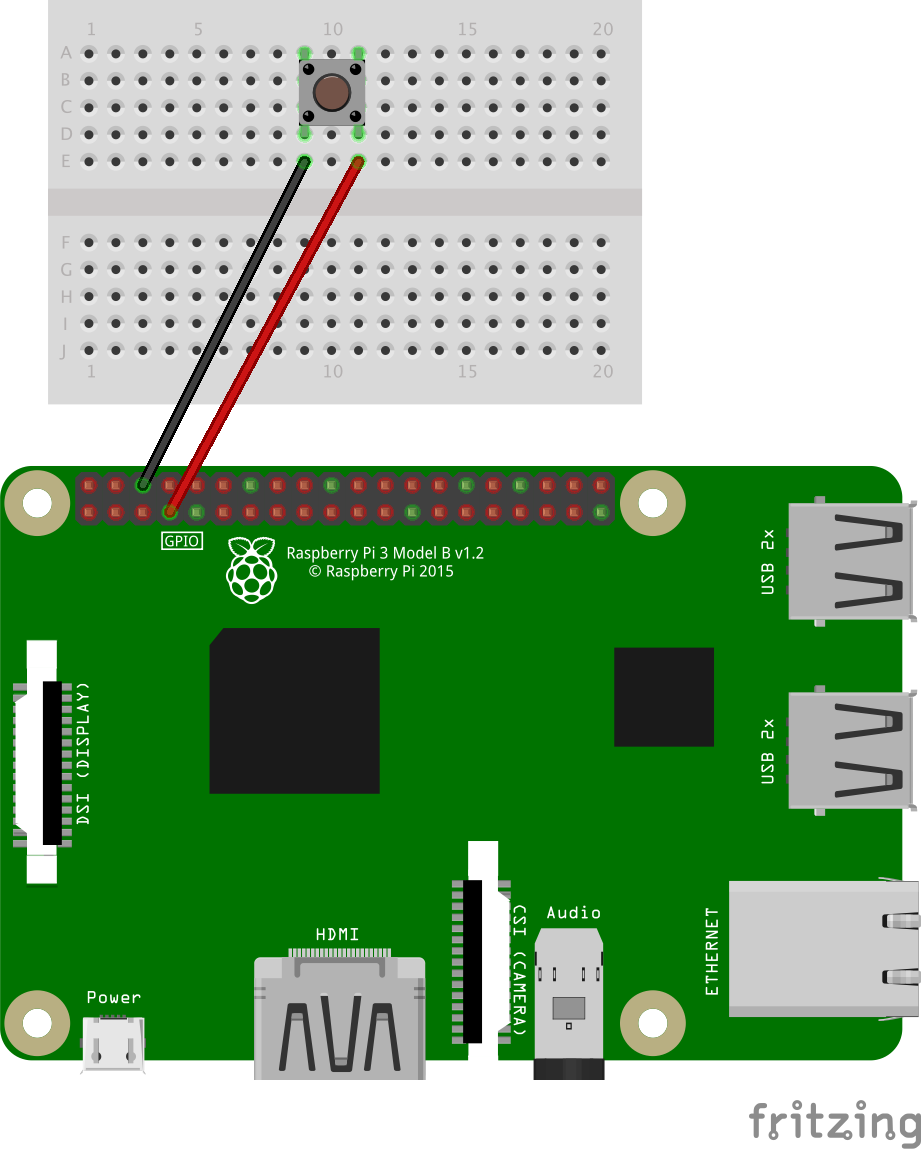 1 5 10 15 20
A
B
C
D
E
F
G
H
I
J
1 10 15 20
GPIO
Raspberry Pi 3 Model B v1.2
© Raspberry Pi 2015
USB 2x
DSI (DISPLAY)
USB 2x
CSI (CAMERA)
Audio
ETHERNET
HDMI
Power
fritzing